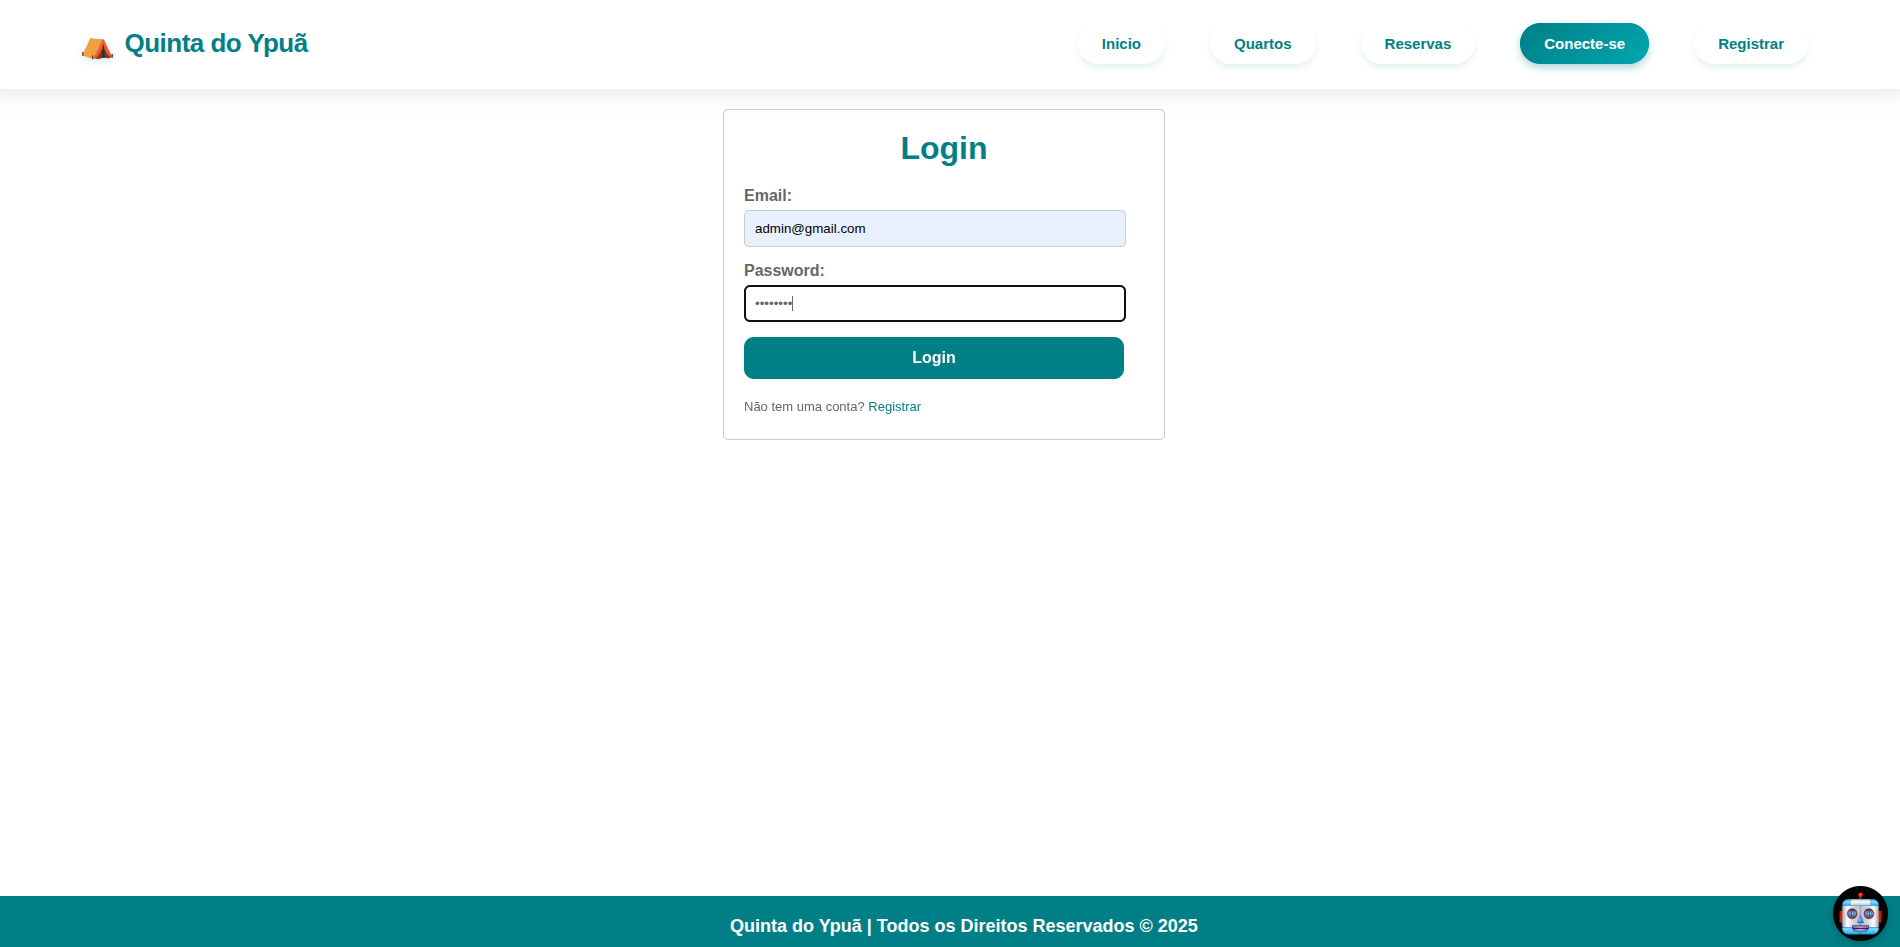 Quinta do Ypuã
Inicio
Quartos
Reservas
Conecte-se
Registrar
Login
Email:
admin@gmail.com
Password:
••••••••
Login
Não tem uma conta? Registrar
Quinta do Ypuã | Todos os Direitos Reservados © 2025